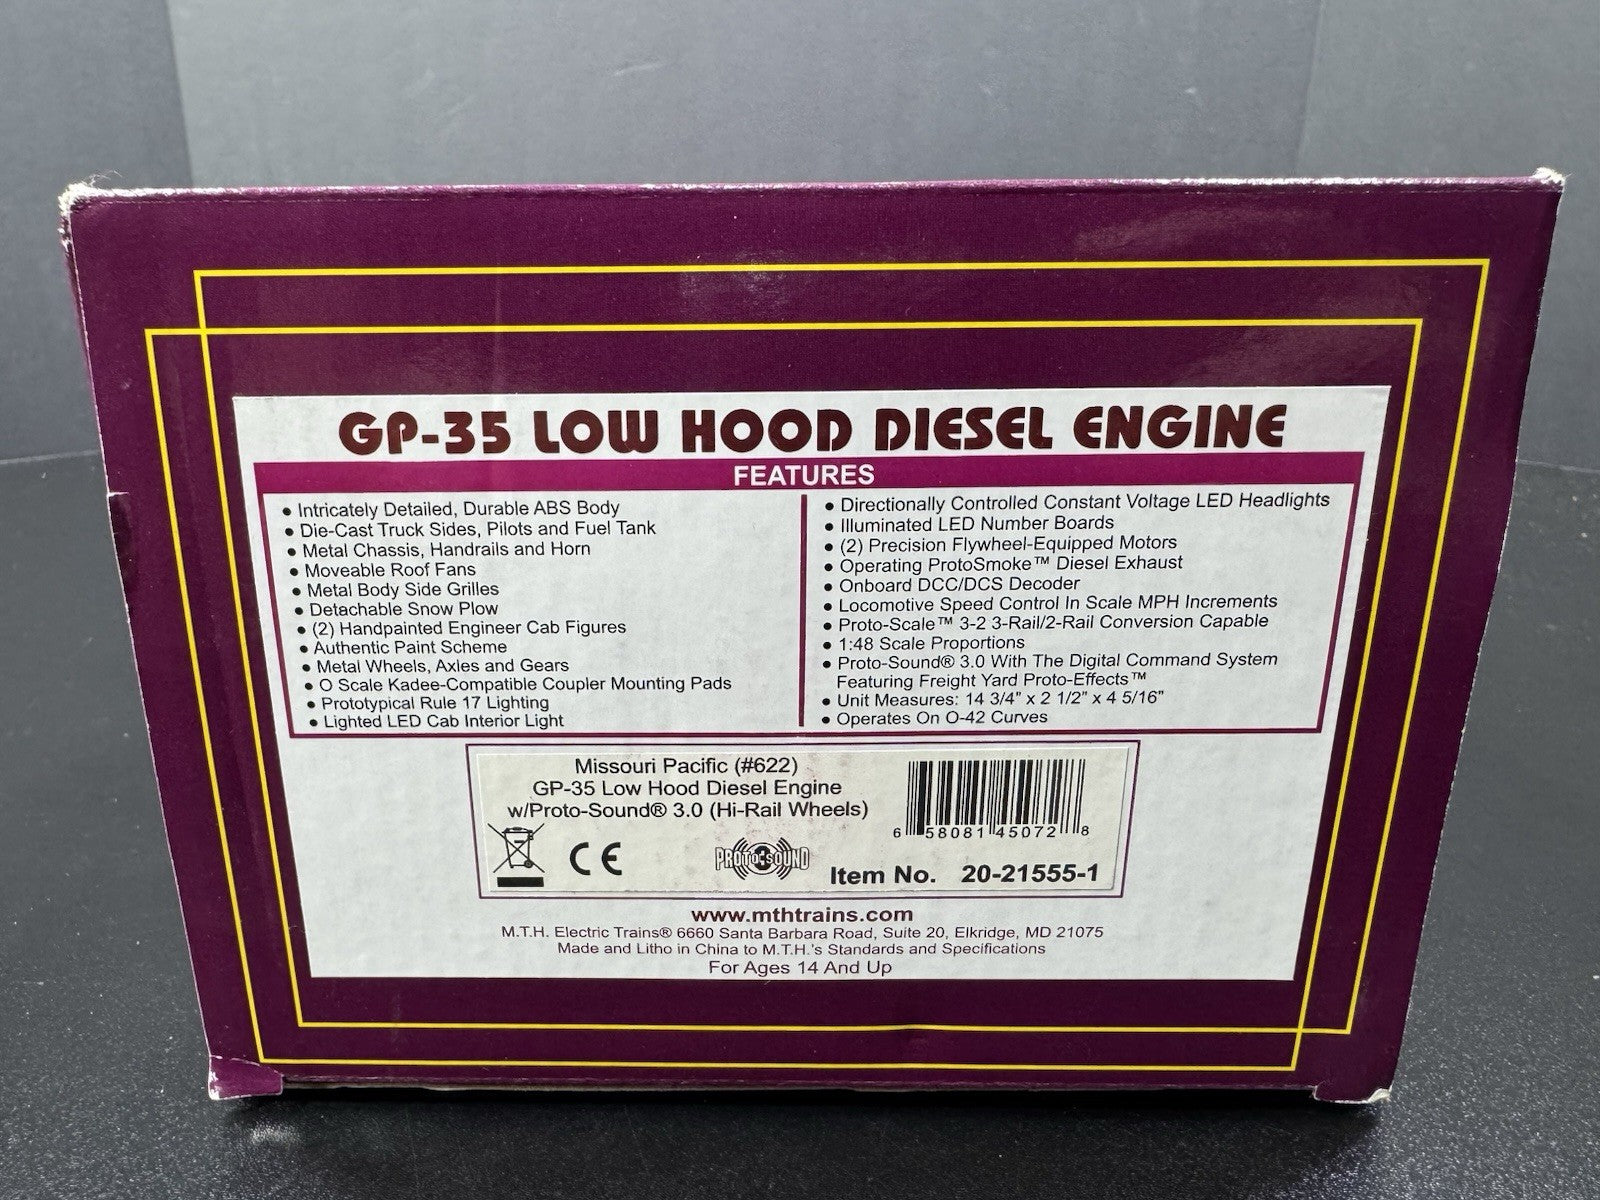 GP-35 LOW HOOD DIESEL ENGINE
FEATURES
• Intricately Detailed, Durable ABS Body
• Die-Cast Truck Sides, Pilots and Fuel Tank
• Metal Chassis, Handrails and Horn
• Moveable Roof Fans
• Metal Body Side Grilles
• Detachable Snow Plow
• (2) Handpainted Engineer Cab Figures
• Authentic Paint Scheme
• Metal Wheels, Axles and Gears
• O Scale Kadee-Compatible Coupler Mounting Pads
• Prototypical Rule 17 Lighting
• Lighted LED Cab Interior Light
• Directionally Controlled Constant Voltage LED Headlights
• Illuminated LED Number Boards
• (2) Precision Flywheel-Equipped Motors
• Operating ProtoSmoke™ Diesel Exhaust
• Onboard DCC/DCS Decoder
• Locomotive Speed Control In Scale MPH Increments
• Proto-Scale™ 3-2 3-Rail/2-Rail Conversion Capable
• 1:48 Scale Proportions
• Proto-Sound® 3.0 With The Digital Command System
Featuring Freight Yard Proto-Effects™
• Unit Measures: 14 3/4" x 2 1/2" x 4 5/16"
• Operates On O-42 Curves
Missouri Pacific (#622)
GP-35 Low Hood Diesel Engine
w/Proto-Sound® 3.0 (Hi-Rail Wheels)
6 58081 45072 8
CE
PROTO-SOUND
Item No. 20-21555-1
www.mthtrains.com
M.T.H. Electric Trains® 6660 Santa Barbara Road, Suite 20, Elkridge, MD 21075
Made and Litho in China to M.T.H.'s Standards and Specifications
For Ages 14 And Up